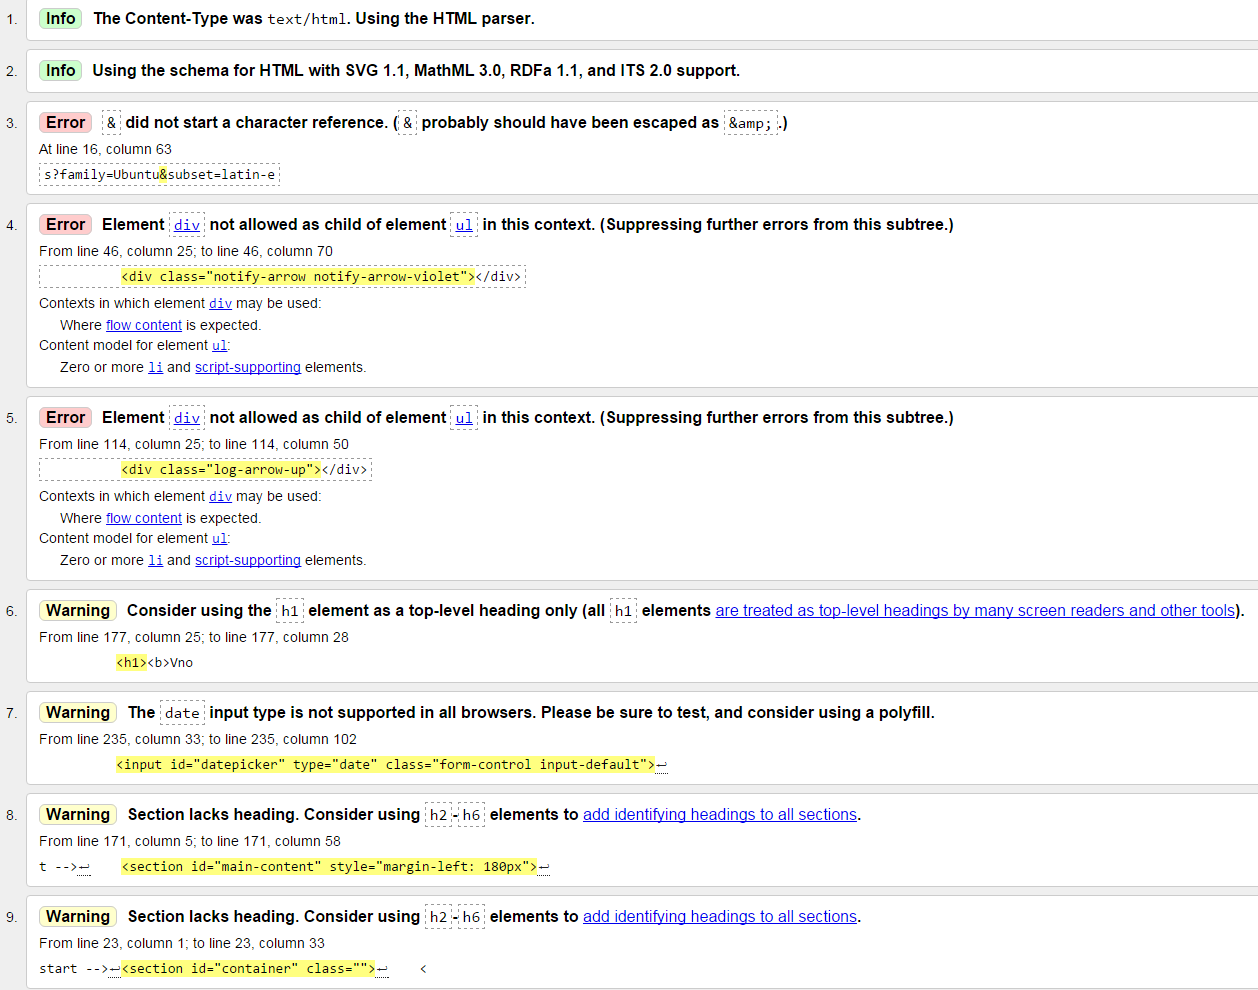 1. Info The Content-Type was text/html. Using the HTML parser.
2. Info Using the schema for HTML with SVG 1.1, MathML 3.0, RDFa 1.1, and ITS 2.0 support.
3. Error & did not start a character reference. (& probably should have been escaped as &amp;.)
At line 16, column 63
s?family=Ubuntu&subset=latin-e
4. Error Element div not allowed as child of element ul in this context. (Suppressing further errors from this subtree.)
From line 46, column 25; to line 46, column 70
<div class="notify-arrow notify-arrow-violet"></div>
Contexts in which element div may be used:
Where flow content is expected.
Content model for element ul:
Zero or more li and script-supporting elements.
5. Error Element div not allowed as child of element ul in this context. (Suppressing further errors from this subtree.)
From line 114, column 25; to line 114, column 50
<div class="log-arrow-up"></div>
Contexts in which element div may be used:
Where flow content is expected.
Content model for element ul:
Zero or more li and script-supporting elements.
6. Warning Consider using the h1 element as a top-level heading only (all h1 elements are treated as top-level headings by many screen readers and other tools).
From line 177, column 25; to line 177, column 28
<h1><b>Vno
7. Warning The date input type is not supported in all browsers. Please be sure to test, and consider using a polyfill.
From line 235, column 33; to line 235, column 102
<input id="datepicker" type="date" class="form-control input-default">↩
8. Warning Section lacks heading. Consider using h2-h6 elements to add identifying headings to all sections.
From line 171, column 5; to line 171, column 58
t -->↩ <section id="main-content" style="margin-left: 180px">↩
9. Warning Section lacks heading. Consider using h2-h6 elements to add identifying headings to all sections.
From line 23, column 1; to line 23, column 33
start -->↩<section id="container" class="">↩ <